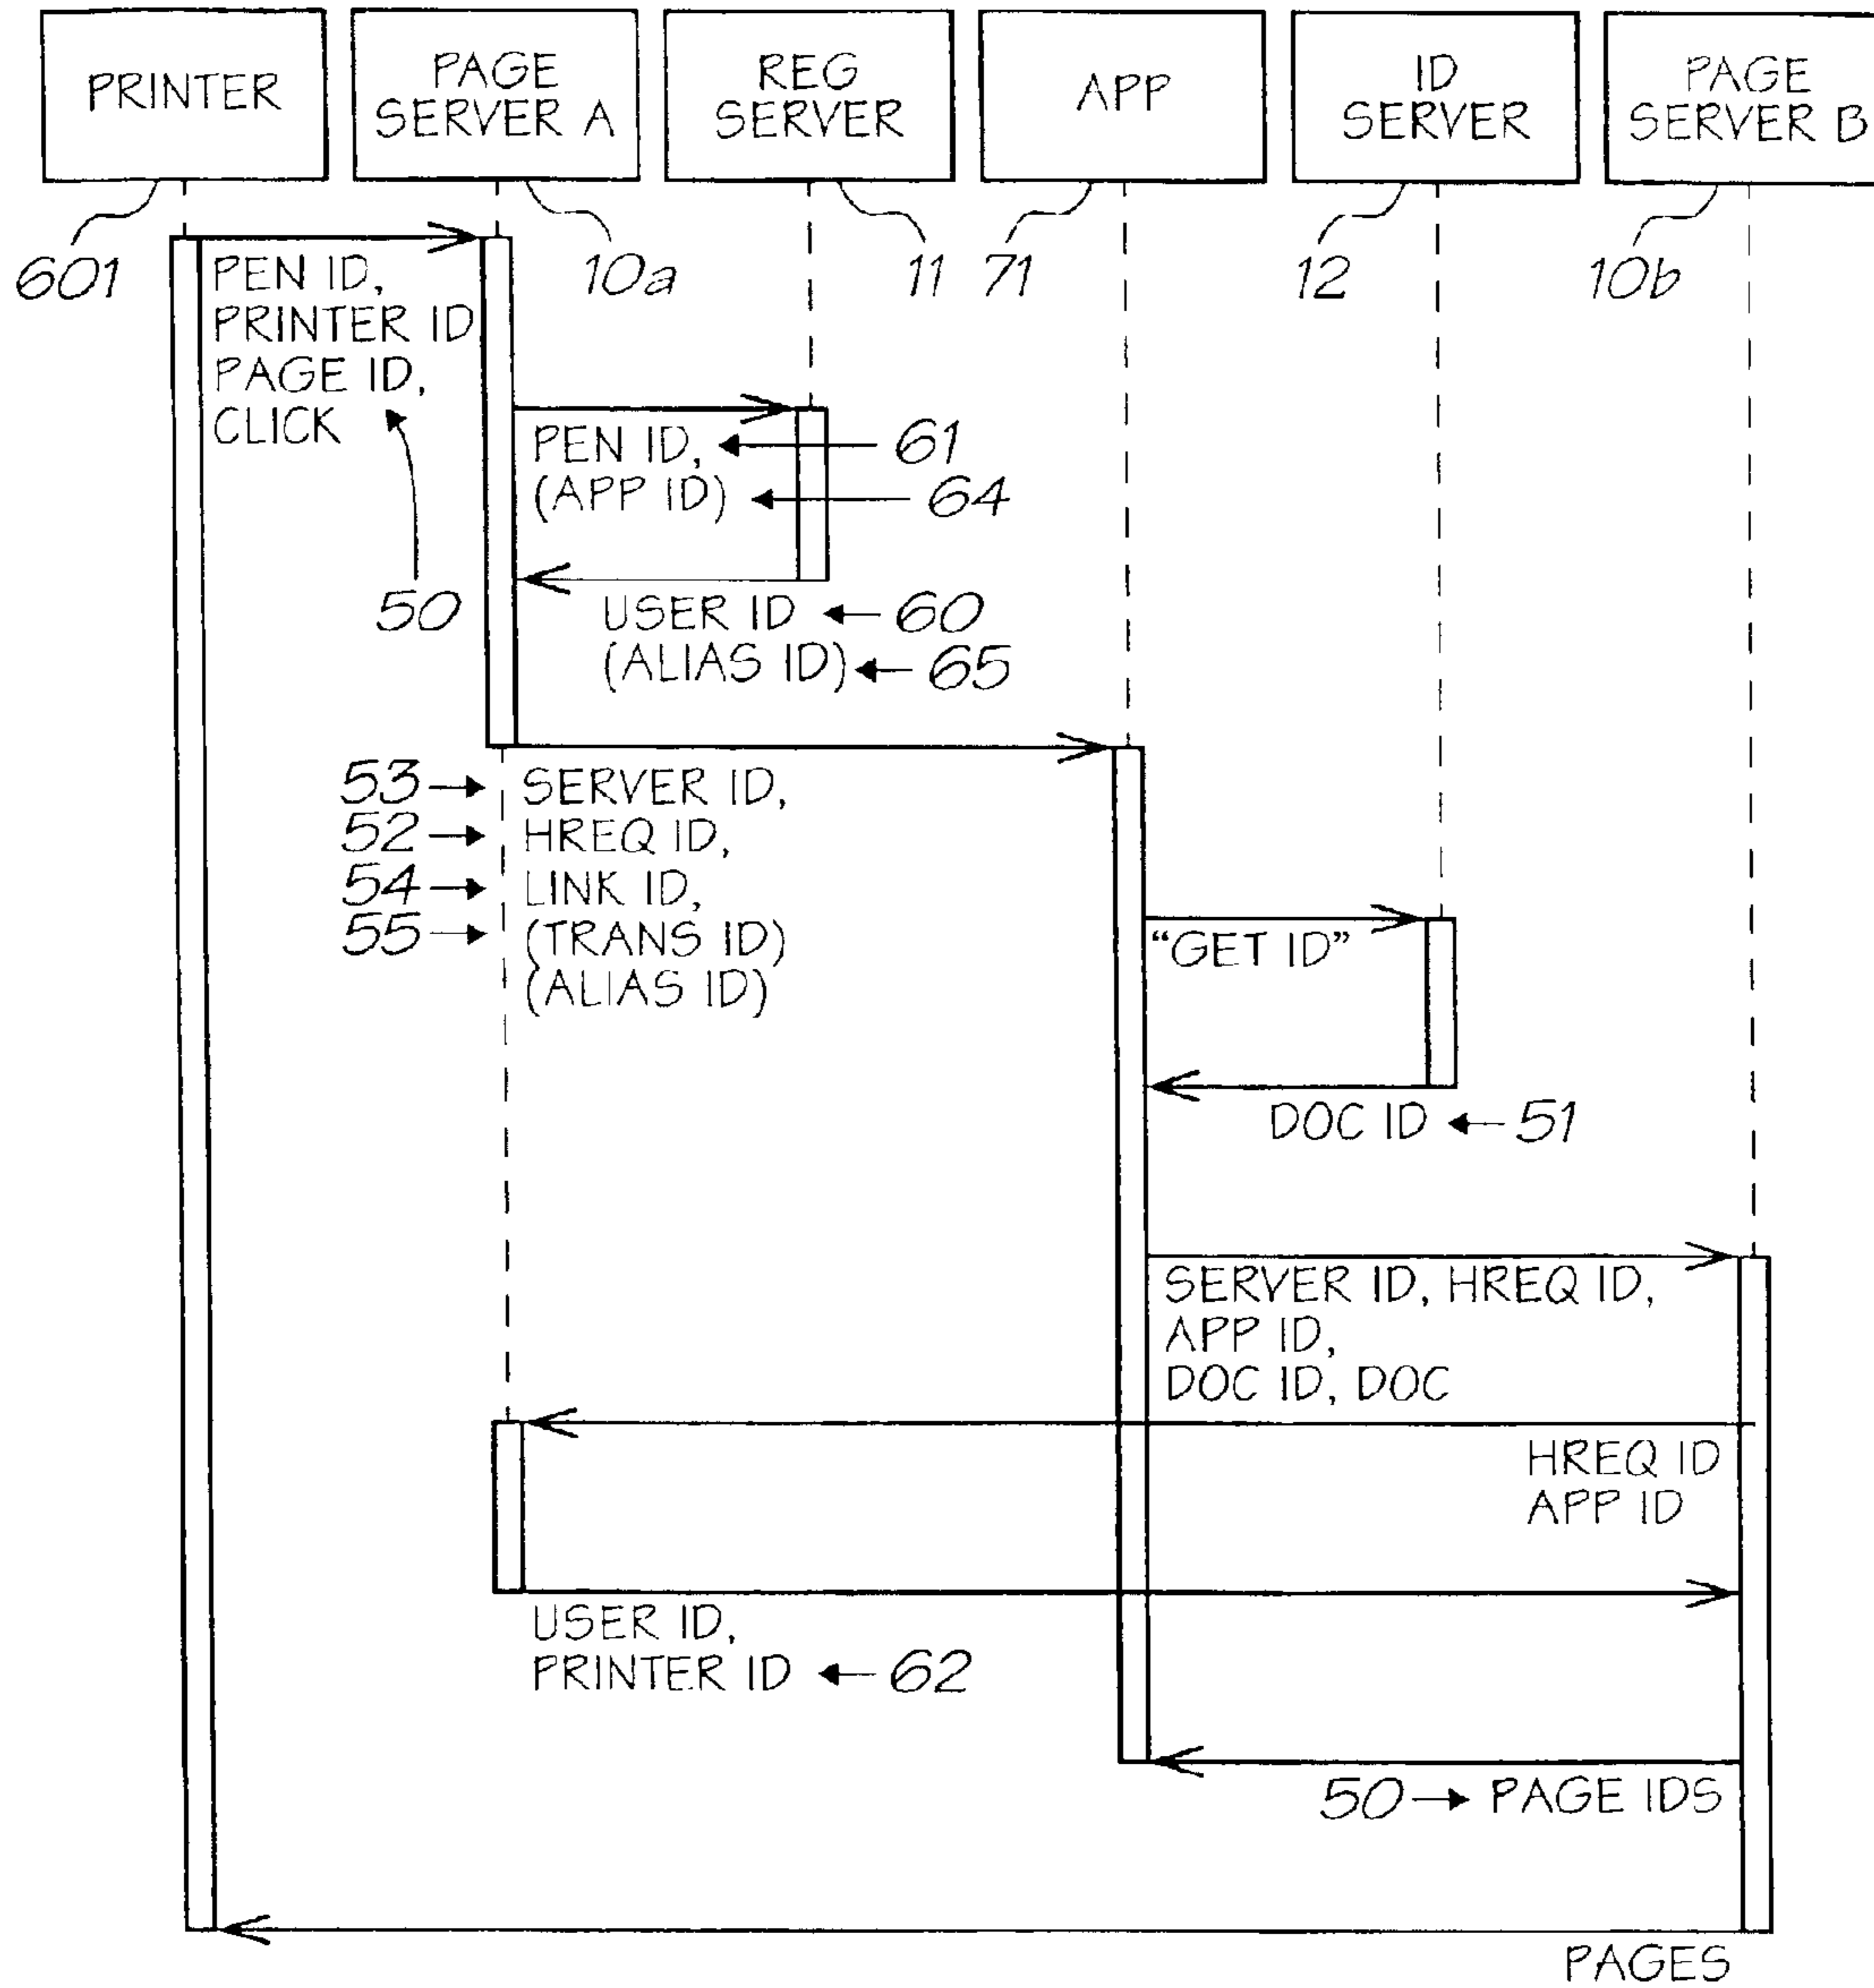 PRINTER
PAGE
SERVER A
REG
SERVER
APP
ID
SERVER
PAGE
SERVER B
601
10a
11
71
12
10b
PEN ID,
PRINTER ID
PAGE ID,
CLICK
50
PEN ID,
(APP ID)
61
64
USER ID
(ALIAS ID)
60
65
53
52
54
55
SERVER ID,
HREQ ID,
LINK ID,
(TRANS ID)
(ALIAS ID)
“GET ID”
DOC ID
51
SERVER ID, HREQ ID,
APP ID,
DOC ID, DOC
HREQ ID
APP ID
USER ID,
PRINTER ID
62
50
PAGE IDS
PAGES